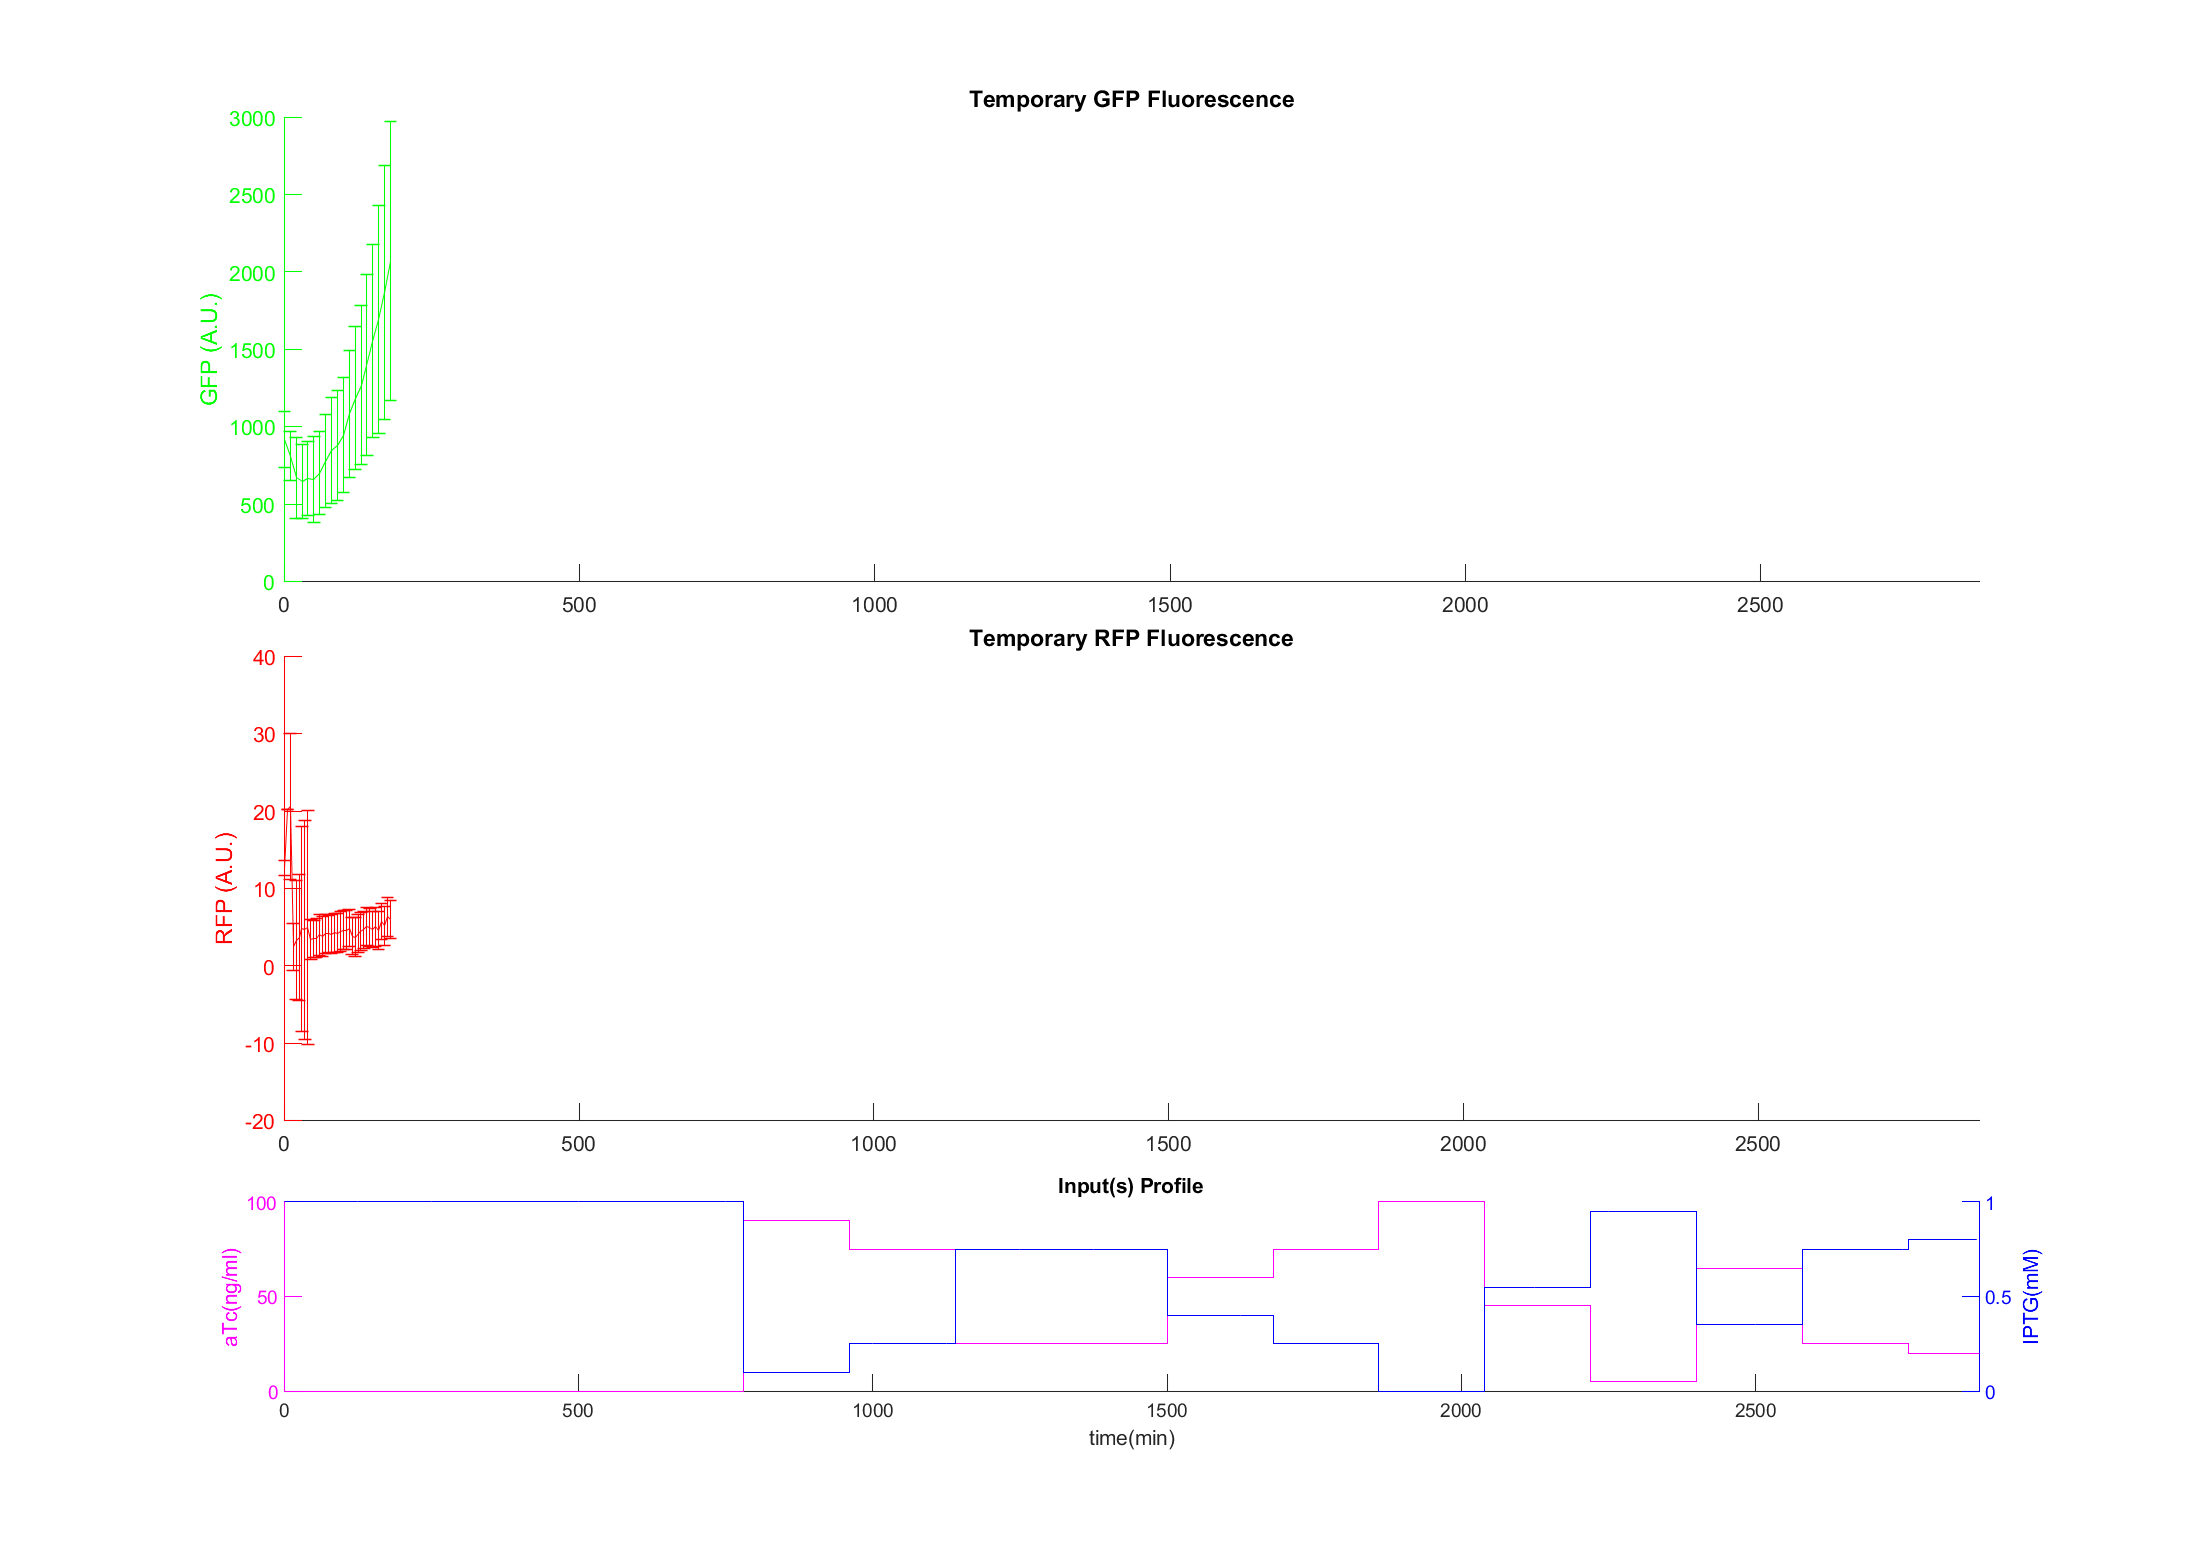 Temporary GFP Fluorescence
3000
2500
2000
1500
1000
500
0
GFP (A.U.)
0 500 1000 1500 2000 2500
Temporary RFP Fluorescence
40
30
20
10
0
-10
-20
RFP (A.U.)
0 500 1000 1500 2000 2500
Input(s) Profile
100
50
0
aTc(ng/ml)
1
0.5
0
IPTG(mM)
0 500 1000 1500 2000 2500
time(min)